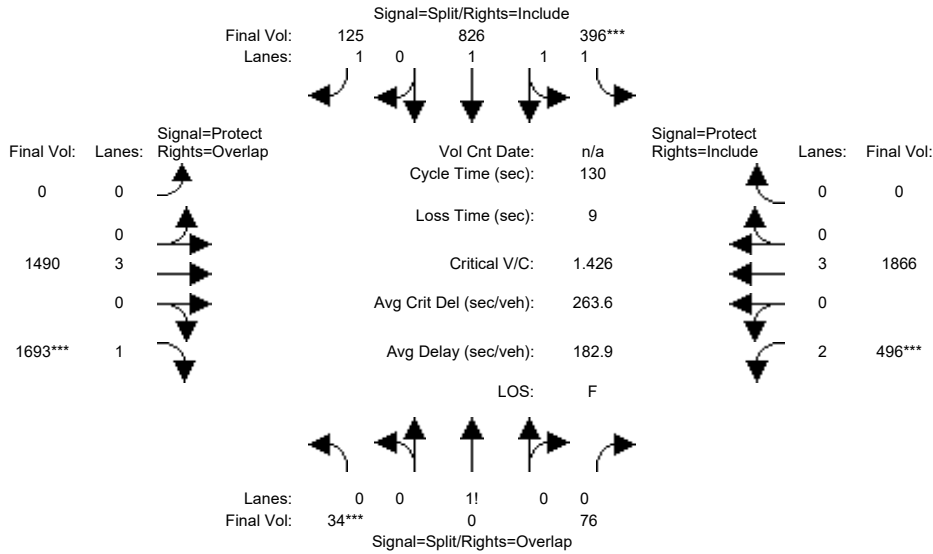 Signal=Split/Rights=Include
Final Vol: 125 826 396***
Lanes: 1 0 1 1 1
Signal=Protect Signal=Protect
Final Vol: Lanes: Rights=Overlap Vol Cnt Date: n/a Rights=Include Lanes: Final Vol:
Cycle Time (sec): 130
0 0 0 0
Loss Time (sec): 9
0 0
1490 3 Critical V/C: 1.426 3 1866
0 Avg Crit Del (sec/veh): 263.6 0
1693*** 1 Avg Delay (sec/veh): 182.9 2 496***
LOS: F
Lanes: 0 0 1! 0 0
Final Vol: 34*** 0 76
Signal=Split/Rights=Overlap